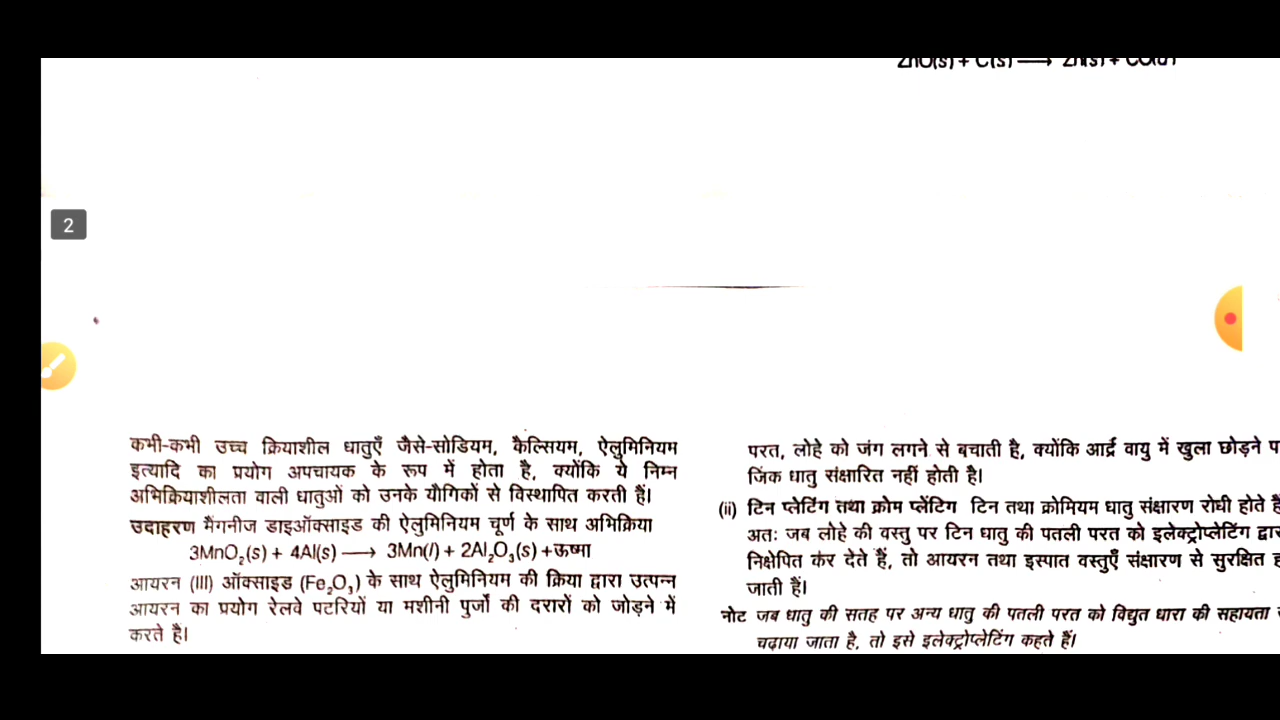 ZnO(s) + C(s) ⟶ Zn(s) + CO(g)
2
कभी-कभी उच्च क्रियाशील धातुएँ जैसे-सोडियम, कैल्सियम, ऐलुमिनियम
इत्यादि का प्रयोग अपचायक के रूप में होता है, क्योंकि ये निम्न
अभिक्रियाशीलता वाली धातुओं को उनके यौगिकों से विस्थापित करती हैं।
उदाहरण मैंगनीज डाइऑक्साइड की ऐलुमिनियम चूर्ण के साथ अभिक्रिया
3MnO₂(s) + 4Al(s) ⟶ 3Mn(l) + 2Al₂O₃(s) +ऊष्मा
आयरन (III) ऑक्साइड (Fe₂O₃) के साथ ऐलुमिनियम की क्रिया द्वारा उत्पन्न
आयरन का प्रयोग रेलवे पटरियों या मशीनी पुर्जों की दरारों को जोड़ने में
करते है।
परत, लोहे को जंग लगने से बचाती है, क्योंकि आर्द्र वायु में खुला छोड़ने प
जिंक धातु संक्षारित नहीं होती है।
(ii) टिन प्लेटिंग तथा क्रोम प्लेंटिंग टिन तथा क्रोमियम धातु संक्षारण रोधी होते है
अतः जब लोहे की वस्तु पर टिन धातु की पतली परत को इलेक्ट्रोप्लेटिंग द्वार
निक्षेपित कर देते हैं, तो आयरन तथा इस्पात वस्तुएँ संक्षारण से सुरक्षित ह
जाती हैं।
नोट जब धातु की सतह पर अन्य धातु की पतली परत को विद्युत धारा की सहायता
चढ़ाया जाता है, तो इसे इलेक्ट्रोप्लेटिंग कहते हैं।